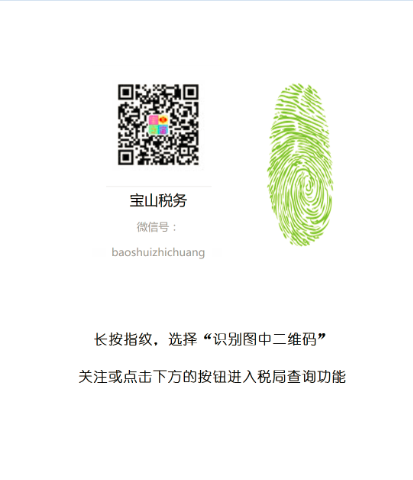 宝山税务
微信号：
baoshuizhichuang
长按指纹，选择“识别图中二维码”
关注或点击下方的按钮进入税局查询功能